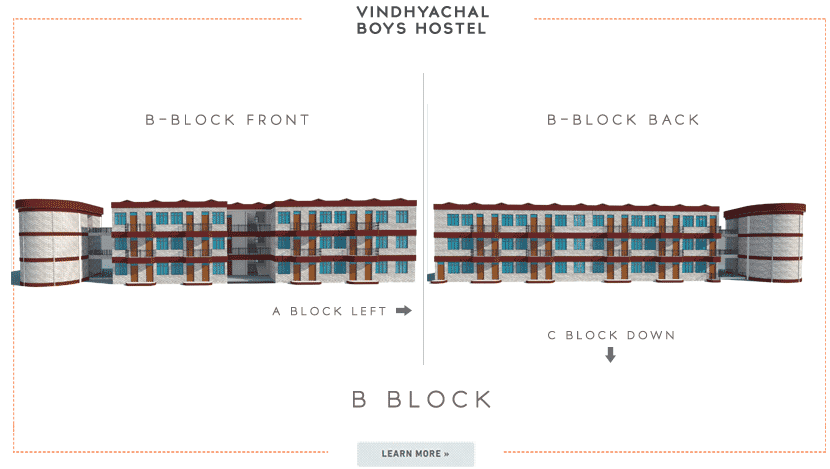 VINDHYACHAL
BOYS HOSTEL
B-BLOCK FRONT
B-BLOCK BACK
A BLOCK LEFT
C BLOCK DOWN
B BLOCK
LEARN MORE »